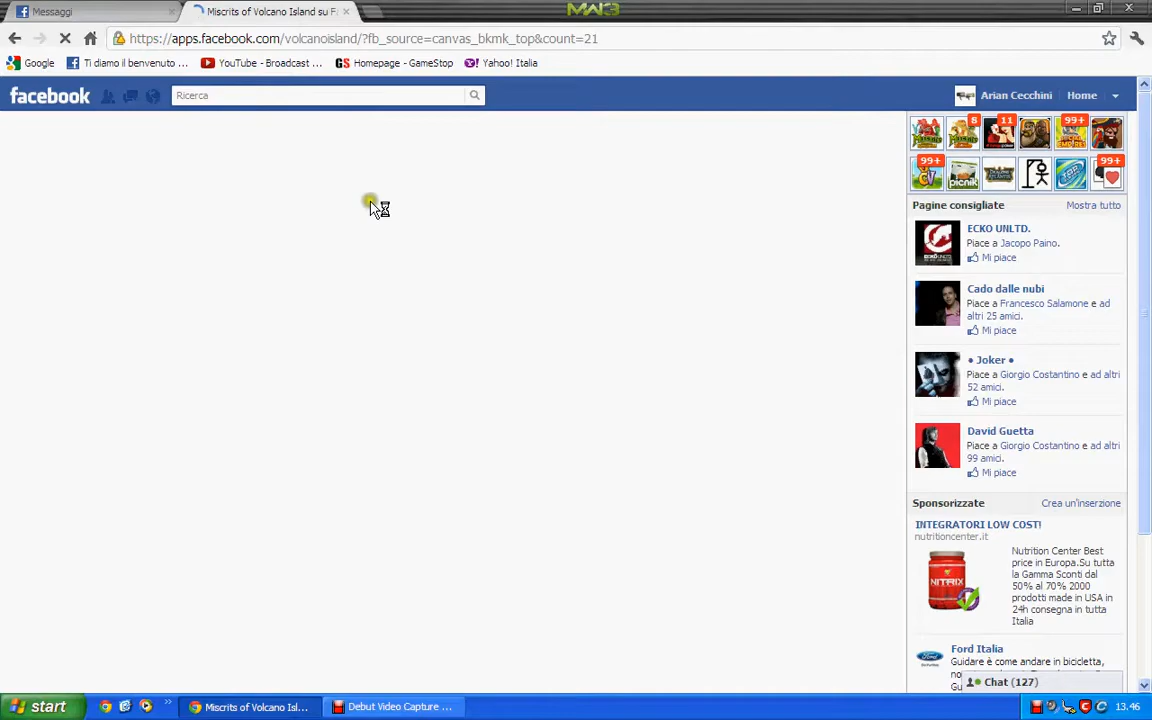 Messaggi
Miscrits of Volcano Island su F
MW3
https://apps.facebook.com/volcanoisland/?fb_source=canvas_bkmk_top&count=21
Google
Ti diamo il benvenuto ...
YouTube - Broadcast ...
GS Homepage - GameStop
Yahoo! Italia
facebook
Ricerca
Arian Cecchini
Home
8
11
99+
99+
CV
picnik
99+
Pagine consigliate
Mostra tutto
ECKO UNLTD.
Piace a Jacopo Paino.
Mi piace
Cado dalle nubi
Piace a Francesco Salamone e ad
altri 25 amici.
Mi piace
• Joker •
Piace a Giorgio Costantino e ad altri
52 amici.
Mi piace
David Guetta
Piace a Giorgio Costantino e ad altri
99 amici.
Mi piace
Sponsorizzate
Crea un'inserzione
INTEGRATORI LOW COST!
nutritioncenter.it
NITRIX
Nutrition Center Best
price in Europa.Su tutta
la Gamma Sconti dal
50% al 70% 2000
prodotti made in USA in
24h consegna in tutta
Italia
Ford Italia
Guidare è come andare in bicicletta,
Chat (127)
start
Miscrits of Volcano Isl...
Debut Video Capture ...
13.46